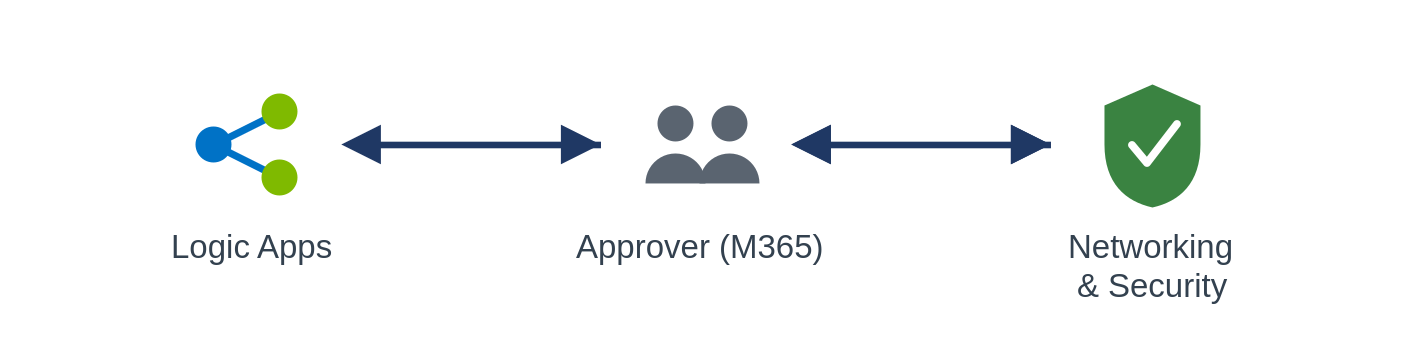 Logic Apps
Approver (M365)
Networking
& Security